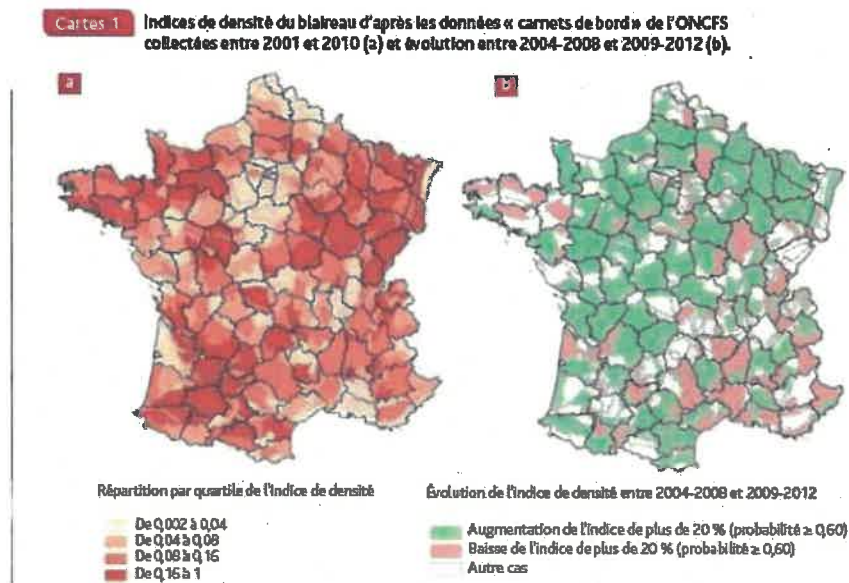 Cartes 1
Indices de densité du blaireau d'après les données « carnets de bord » de l'ONCFS
collectées entre 2001 et 2010 (a) et évolution entre 2004-2008 et 2009-2012 (b).
a
b
Répartition par quartile de l'indice de densité
De 0,002 à 0,04
De 0,04 à 0,08
De 0,08 à 0,16
De 0,16 à 1
Évolution de l'indice de densité entre 2004-2008 et 2009-2012
Augmentation de l'indice de plus de 20 % (probabilité ≥ 0,60)
Baisse de l'indice de plus de 20 % (probabilité ≥ 0,60)
Autre cas